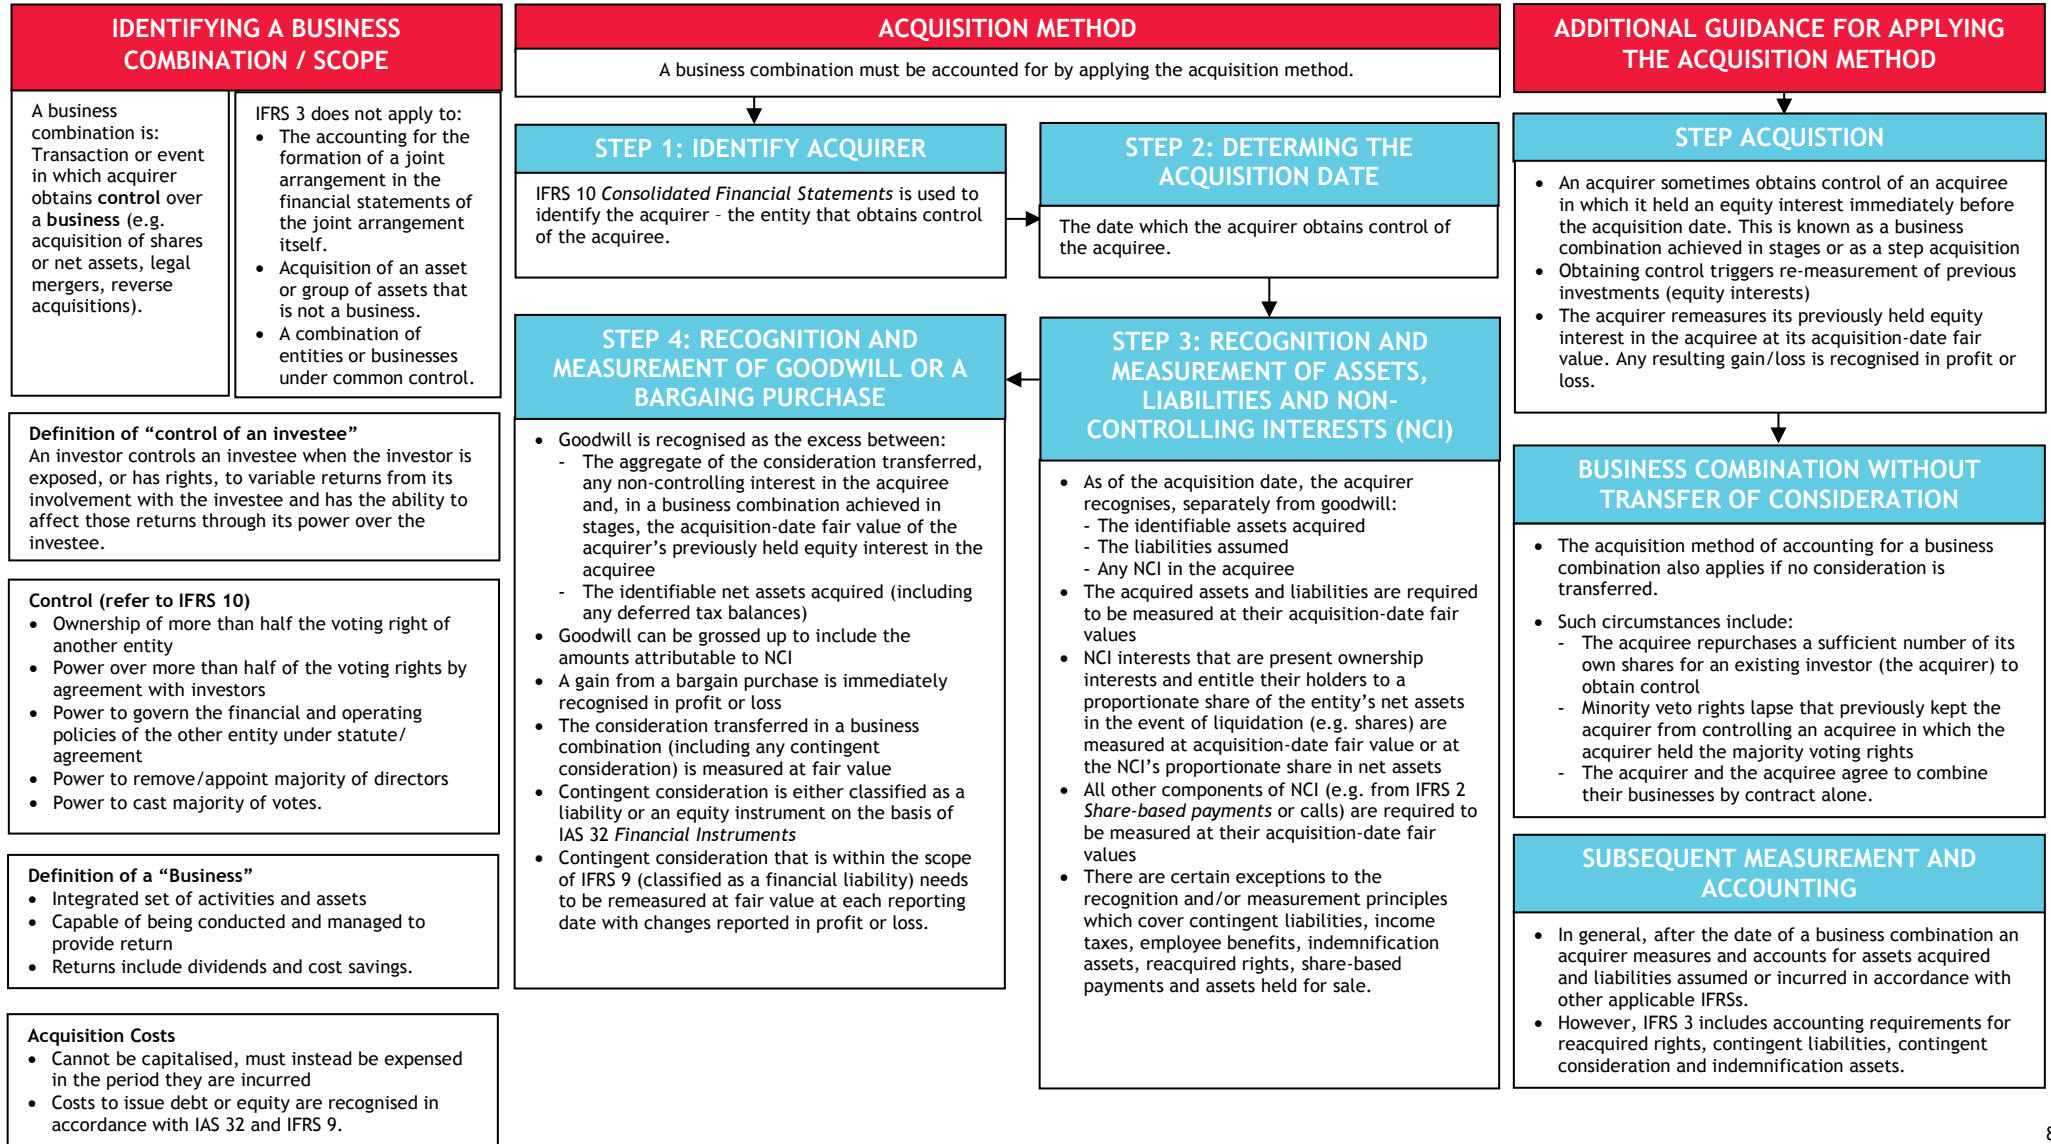 IDENTIFYING A BUSINESS
COMBINATION / SCOPE
A business
combination is:
Transaction or event
in which acquirer
obtains control over
a business (e.g.
acquisition of shares
or net assets, legal
mergers, reverse
acquisitions).
IFRS 3 does not apply to:
• The accounting for the
formation of a joint
arrangement in the
financial statements of
the joint arrangement
itself.
• Acquisition of an asset
or group of assets that
is not a business.
• A combination of
entities or businesses
under common control.
Definition of “control of an investee”
An investor controls an investee when the investor is
exposed, or has rights, to variable returns from its
involvement with the investee and has the ability to
affect those returns through its power over the
investee.
Control (refer to IFRS 10)
• Ownership of more than half the voting right of
another entity
• Power over more than half of the voting rights by
agreement with investors
• Power to govern the financial and operating
policies of the other entity under statute/
agreement
• Power to remove/appoint majority of directors
• Power to cast majority of votes.
Definition of a “Business”
• Integrated set of activities and assets
• Capable of being conducted and managed to
provide return
• Returns include dividends and cost savings.
Acquisition Costs
• Cannot be capitalised, must instead be expensed
in the period they are incurred
• Costs to issue debt or equity are recognised in
accordance with IAS 32 and IFRS 9.
ACQUISITION METHOD
A business combination must be accounted for by applying the acquisition method.
STEP 1: IDENTIFY ACQUIRER
IFRS 10 Consolidated Financial Statements is used to
identify the acquirer – the entity that obtains control
of the acquiree.
STEP 2: DETERMING THE
ACQUISITION DATE
The date which the acquirer obtains control of
the acquiree.
STEP 3: RECOGNITION AND
MEASUREMENT OF ASSETS,
LIABILITIES AND NON-
CONTROLLING INTERESTS (NCI)
• As of the acquisition date, the acquirer
recognises, separately from goodwill:
- The identifiable assets acquired
- The liabilities assumed
- Any NCI in the acquiree
• The acquired assets and liabilities are required
to be measured at their acquisition-date fair
values
• NCI interests that are present ownership
interests and entitle their holders to a
proportionate share of the entity’s net assets
in the event of liquidation (e.g. shares) are
measured at acquisition-date fair value or at
the NCI’s proportionate share in net assets
• All other components of NCI (e.g. from IFRS 2
Share-based payments or calls) are required to
be measured at their acquisition-date fair
values
• There are certain exceptions to the
recognition and/or measurement principles
which cover contingent liabilities, income
taxes, employee benefits, indemnification
assets, reacquired rights, share-based
payments and assets held for sale.
STEP 4: RECOGNITION AND
MEASUREMENT OF GOODWILL OR A
BARGAING PURCHASE
• Goodwill is recognised as the excess between:
- The aggregate of the consideration transferred,
any non-controlling interest in the acquiree
and, in a business combination achieved in
stages, the acquisition-date fair value of the
acquirer’s previously held equity interest in the
acquiree
- The identifiable net assets acquired (including
any deferred tax balances)
• Goodwill can be grossed up to include the
amounts attributable to NCI
• A gain from a bargain purchase is immediately
recognised in profit or loss
• The consideration transferred in a business
combination (including any contingent
consideration) is measured at fair value
• Contingent consideration is either classified as a
liability or an equity instrument on the basis of
IAS 32 Financial Instruments
• Contingent consideration that is within the scope
of IFRS 9 (classified as a financial liability) needs
to be remeasured at fair value at each reporting
date with changes reported in profit or loss.
ADDITIONAL GUIDANCE FOR APPLYING
THE ACQUISITION METHOD
STEP ACQUISTION
• An acquirer sometimes obtains control of an acquiree
in which it held an equity interest immediately before
the acquisition date. This is known as a business
combination achieved in stages or as a step acquisition
• Obtaining control triggers re-measurement of previous
investments (equity interests)
• The acquirer remeasures its previously held equity
interest in the acquiree at its acquisition-date fair
value. Any resulting gain/loss is recognised in profit or
loss.
BUSINESS COMBINATION WITHOUT
TRANSFER OF CONSIDERATION
• The acquisition method of accounting for a business
combination also applies if no consideration is
transferred.
• Such circumstances include:
- The acquiree repurchases a sufficient number of its
own shares for an existing investor (the acquirer) to
obtain control
- Minority veto rights lapse that previously kept the
acquirer from controlling an acquiree in which the
acquirer held the majority voting rights
- The acquirer and the acquiree agree to combine
their businesses by contract alone.
SUBSEQUENT MEASUREMENT AND
ACCOUNTING
• In general, after the date of a business combination an
acquirer measures and accounts for assets acquired
and liabilities assumed or incurred in accordance with
other applicable IFRSs.
• However, IFRS 3 includes accounting requirements for
reacquired rights, contingent liabilities, contingent
consideration and indemnification assets.